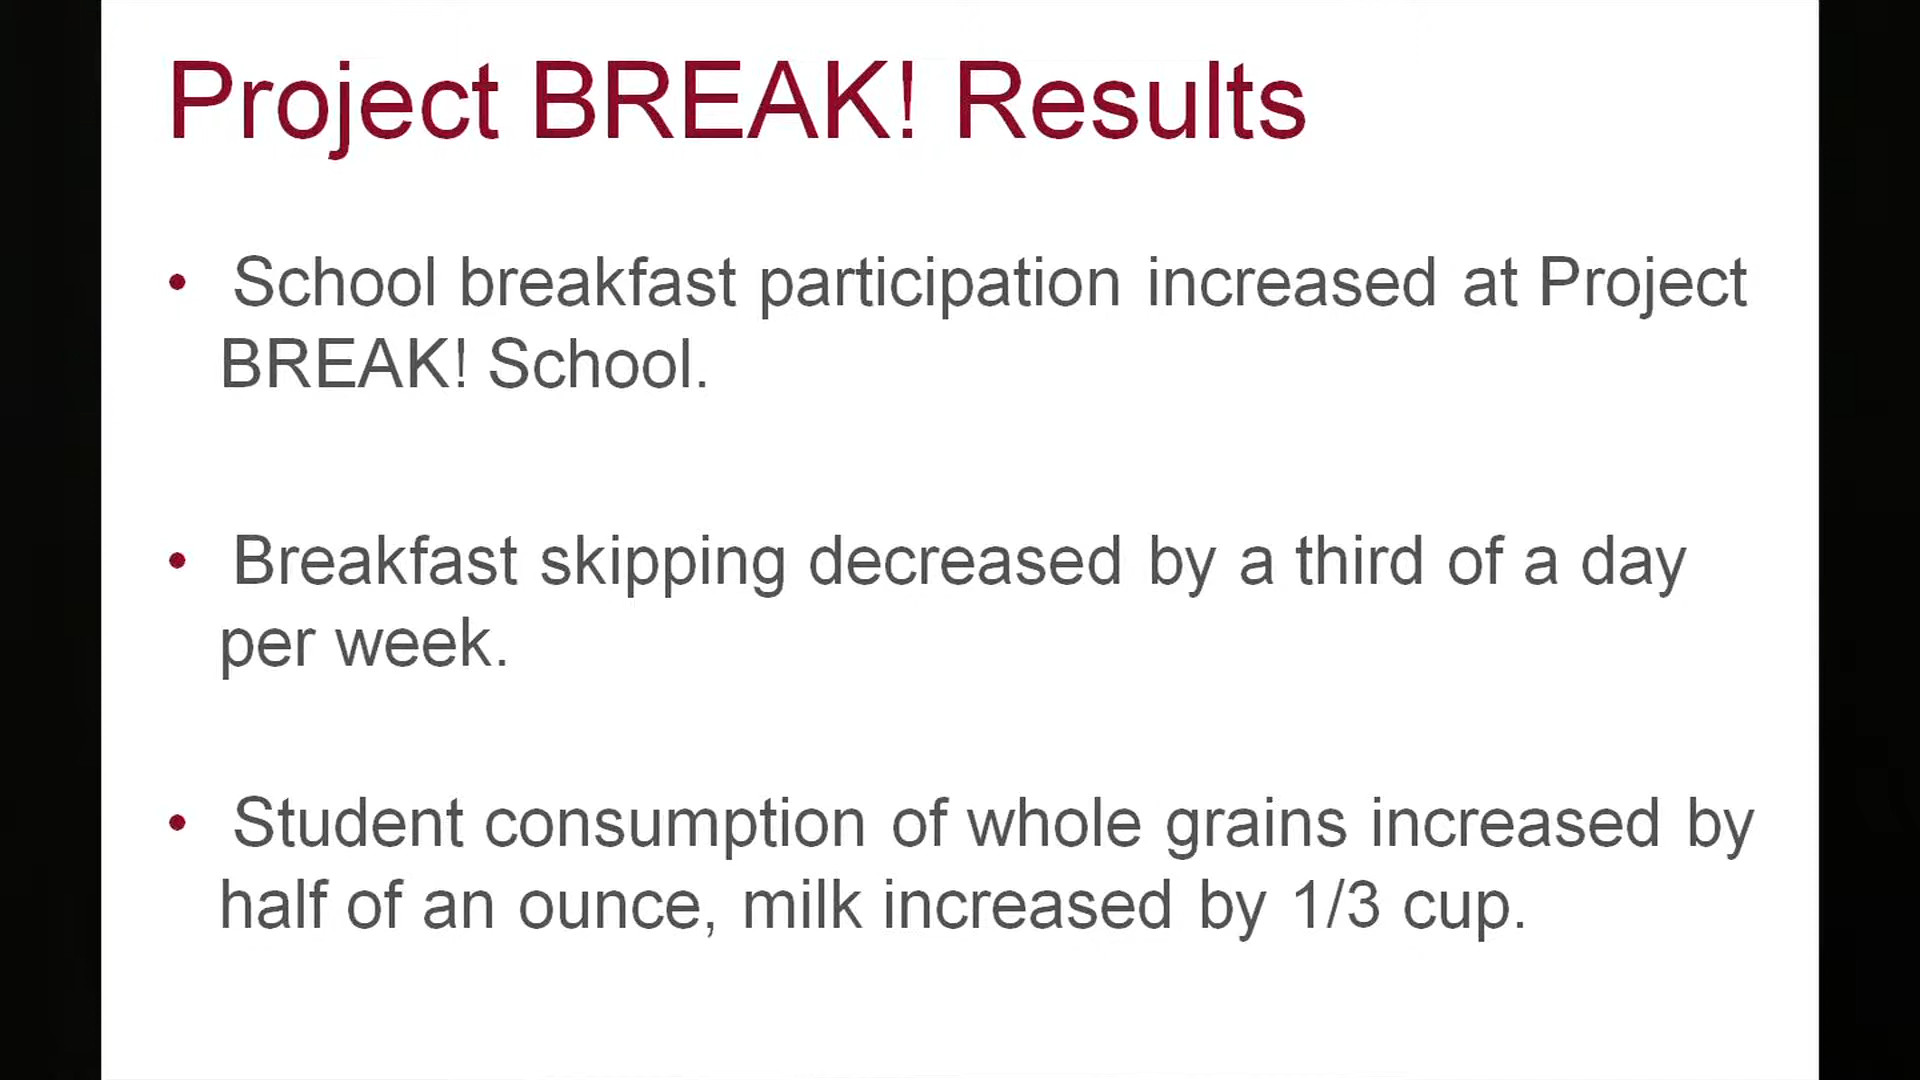 Project BREAK! Results
• School breakfast participation increased at Project
BREAK! School.
• Breakfast skipping decreased by a third of a day
per week.
• Student consumption of whole grains increased by
half of an ounce, milk increased by 1/3 cup.